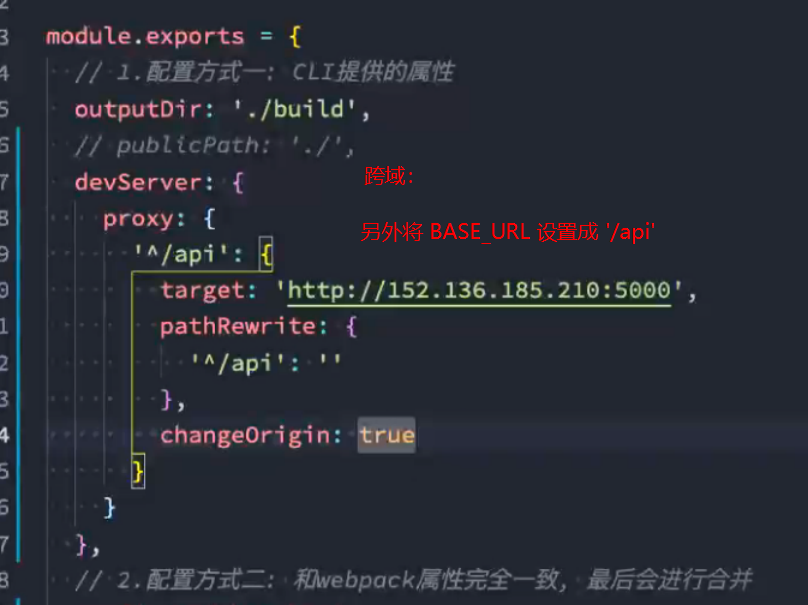 2
3 module.exports = {
4 // 1.配置方式一: CLI提供的属性
5 outputDir: './build',
6 // publicPath: './',
7 devServer: {
跨域：
8 proxy: {
另外将 BASE_URL 设置成 '/api'
9 '^/api': {
0 target: 'http://152.136.185.210:5000',
1 pathRewrite: {
2 '^/api': ''
3 },
4 changeOrigin: true
5 }
6 }
7 },
8 // 2.配置方式二: 和webpack属性完全一致, 最后会进行合并